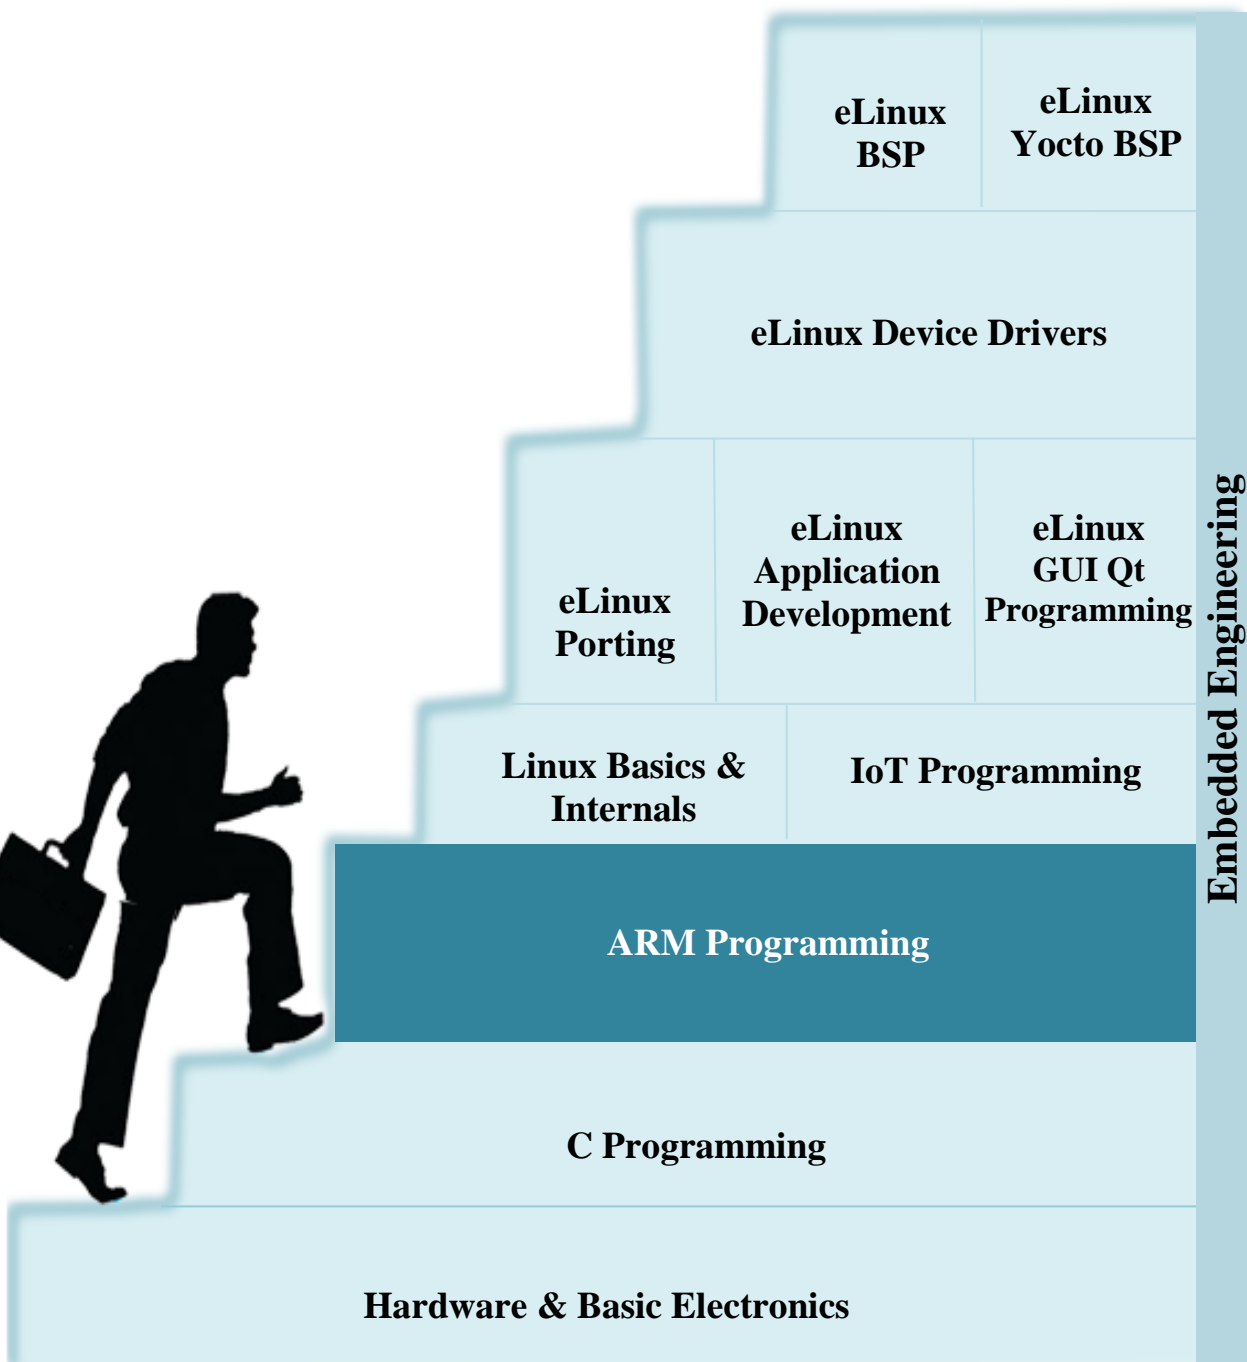 eLinux
BSP
eLinux
Yocto BSP
eLinux Device Drivers
eLinux
Porting
eLinux
Application
Development
eLinux
GUI Qt
Programming
Linux Basics &
Internals
IoT Programming
ARM Programming
C Programming
Hardware & Basic Electronics
Embedded Engineering